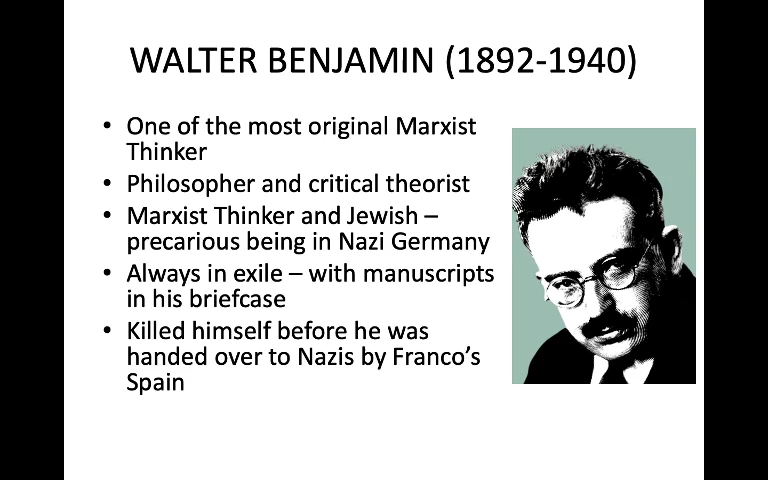 WALTER BENJAMIN (1892-1940)
• One of the most original Marxist
Thinker
• Philosopher and critical theorist
• Marxist Thinker and Jewish –
precarious being in Nazi Germany
• Always in exile – with manuscripts
in his briefcase
• Killed himself before he was
handed over to Nazis by Franco’s
Spain